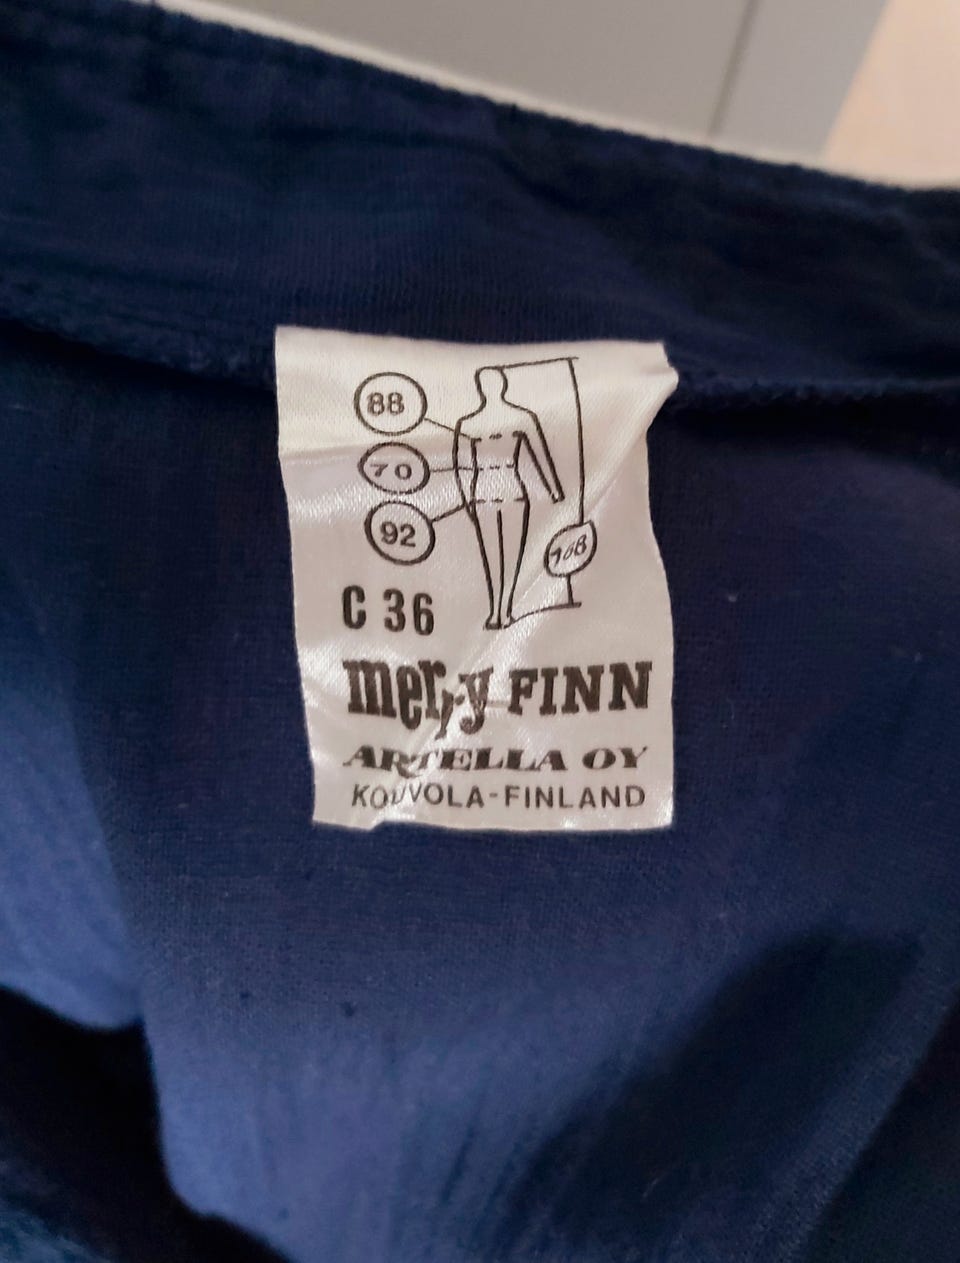 88
70
92
168
C 36
merry FINN
ARTELLA OY
KOUVOLA-FINLAND